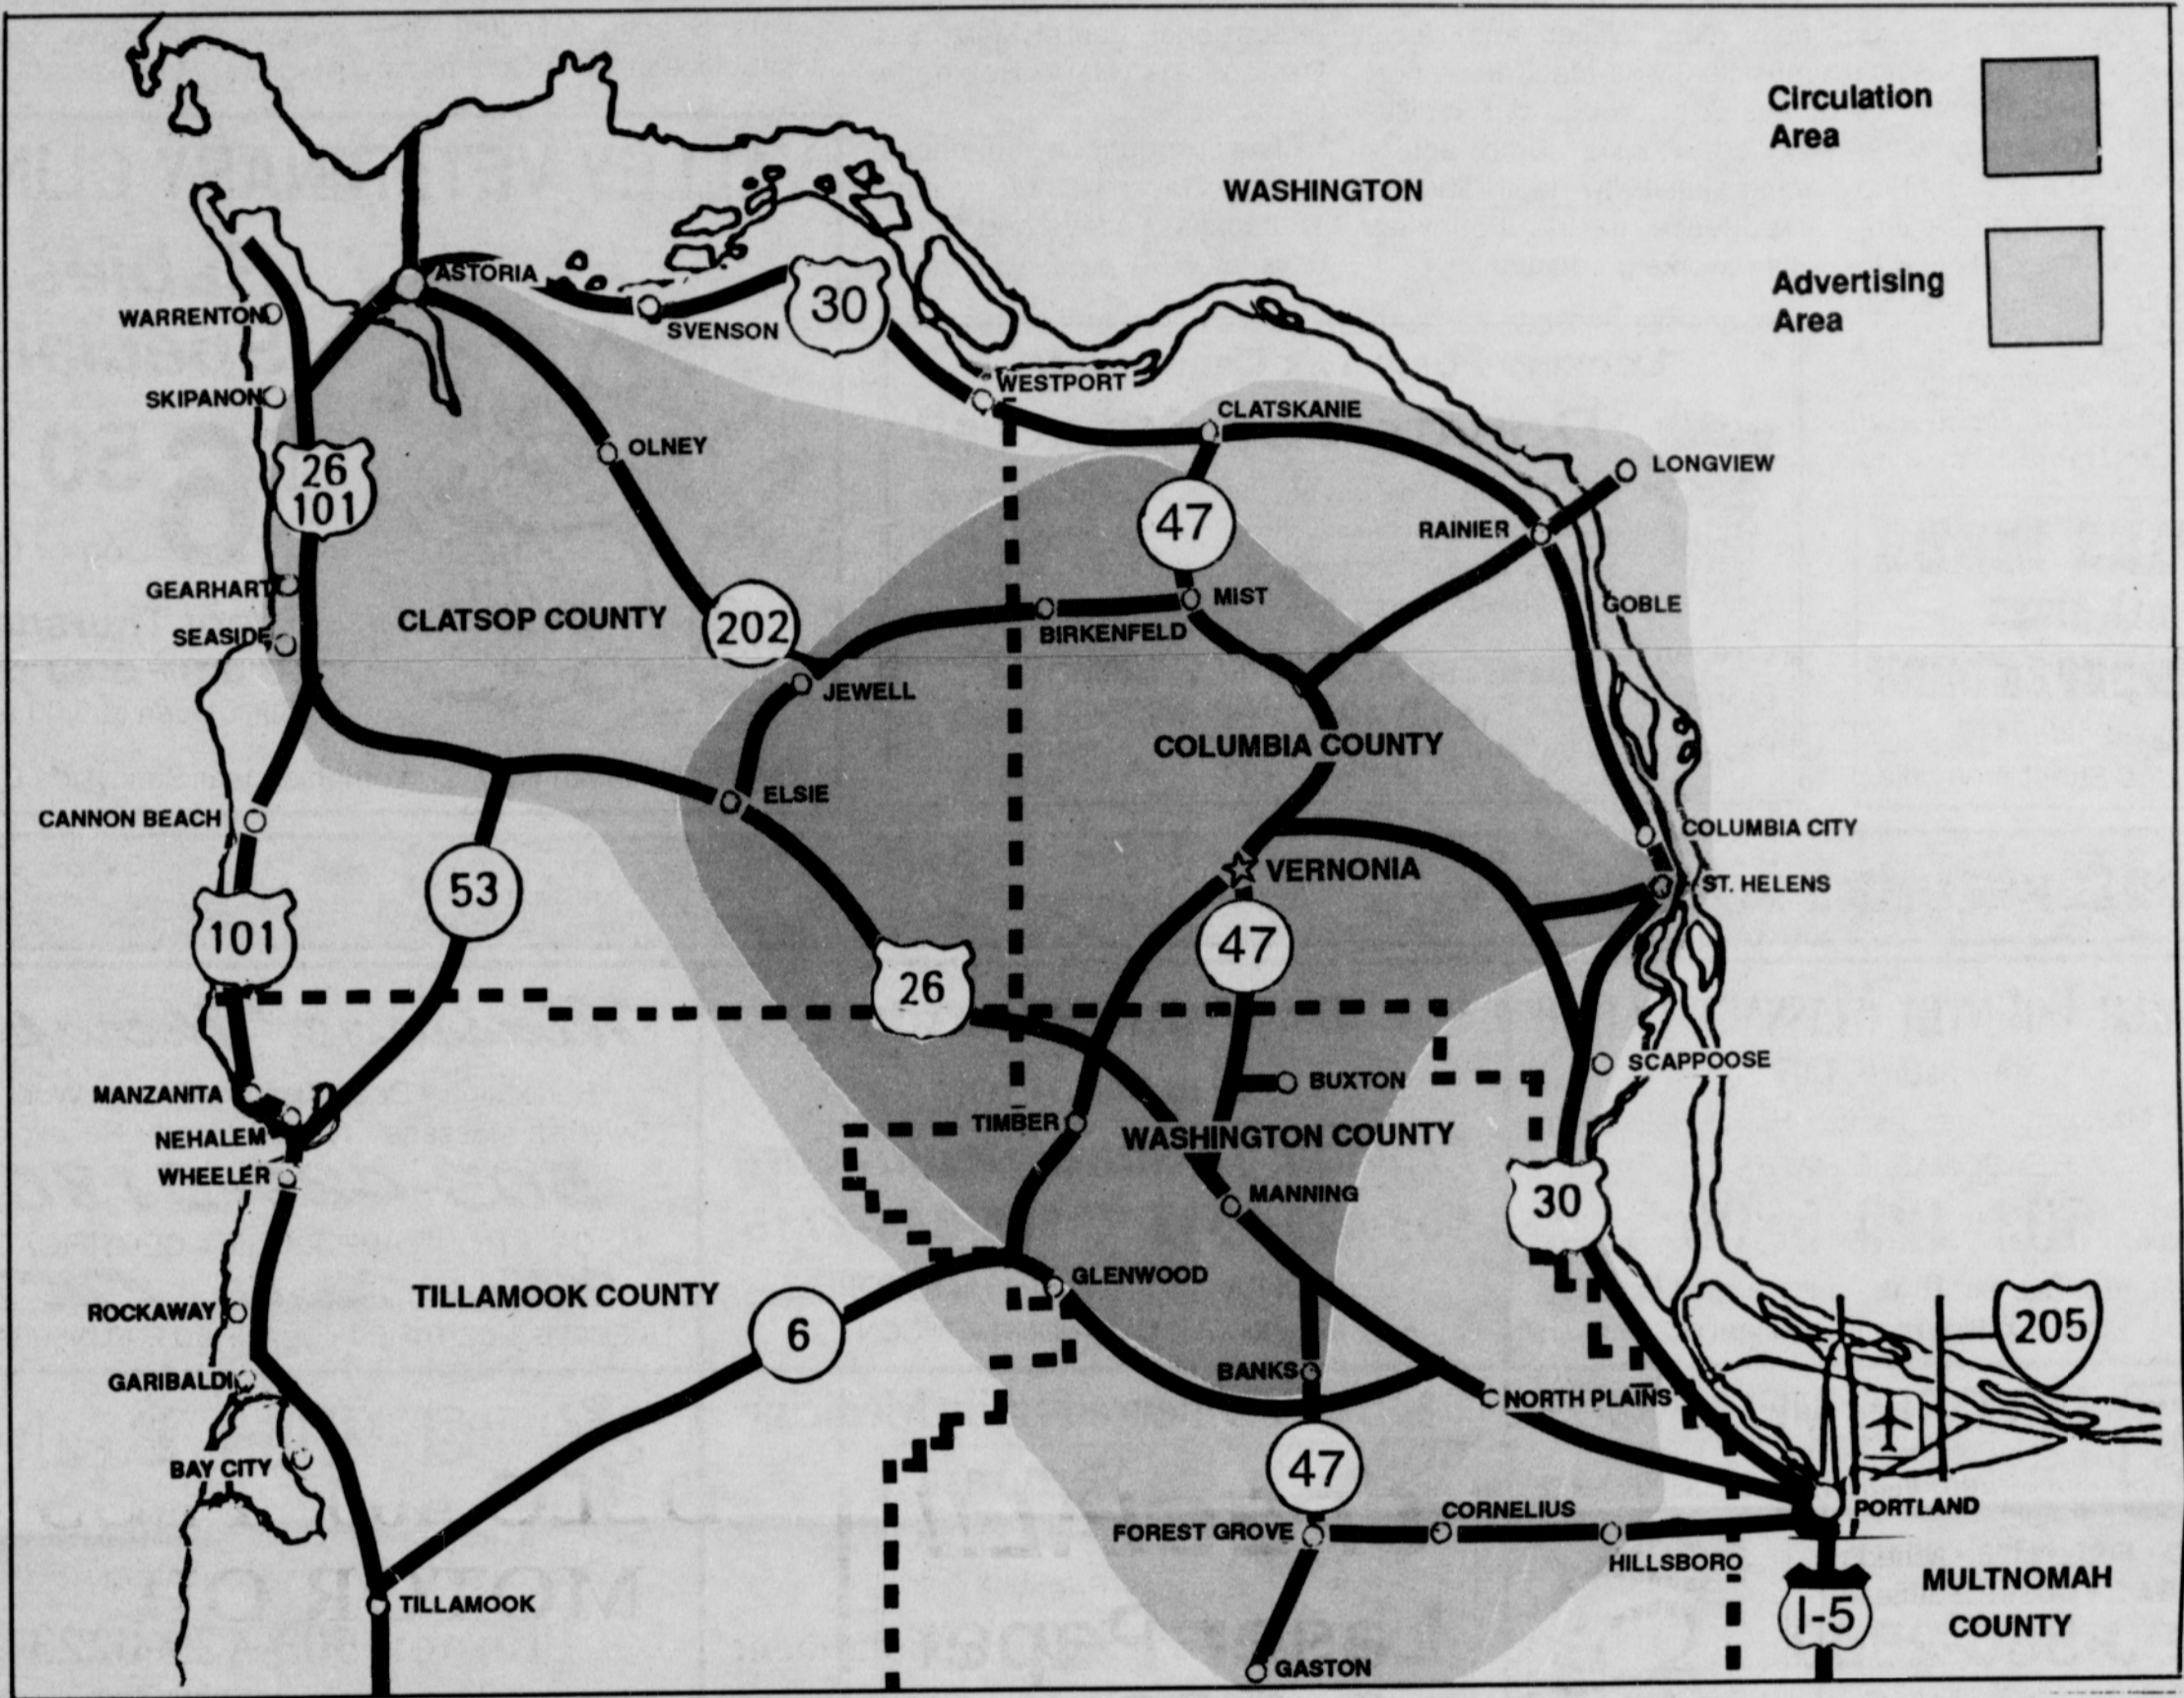 Circulation
Area
WASHINGTON
Advertising
Area
ASTORIA
WARRENTON
SVENSON
30
WESTPORT
SKIPANON
CLATSKANIE
OLNEY
LONGVIEW
26
101
47
RAINIER
GEARHART
CLATSOP COUNTY
MIST
GOBLE
SEASIDE
202
BIRKENFELD
JEWELL
COLUMBIA COUNTY
ELSIE
CANNON BEACH
COLUMBIA CITY
53
VERNONIA
ST. HELENS
101
47
26
SCAPPOOSE
MANZANITA
BUXTON
NEHALEM
TIMBER
WASHINGTON COUNTY
WHEELER
MANNING
30
ROCKAWAY
TILLAMOOK COUNTY
GLENWOOD
6
205
GARIBALDI
BANKS
NORTH PLAINS
BAY CITY
47
CORNELIUS
PORTLAND
FOREST GROVE
HILLSBORO
TILLAMOOK
I-5
MULTNOMAH
COUNTY
GASTON